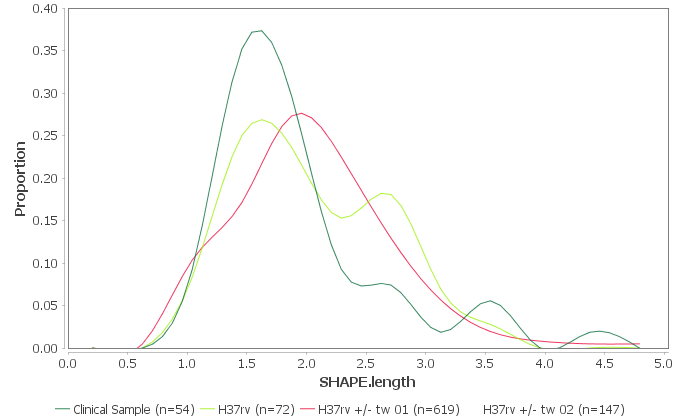 0.40
0.35
0.30
0.25
0.20
0.15
0.10
0.05
0.00
Proportion
0.0 0.5 1.0 1.5 2.0 2.5 3.0 3.5 4.0 4.5 5.0
SHAPE.length
Clinical Sample (n=54) H37rv (n=72) H37rv +/- tw 01 (n=619) H37rv +/- tw 02 (n=147)